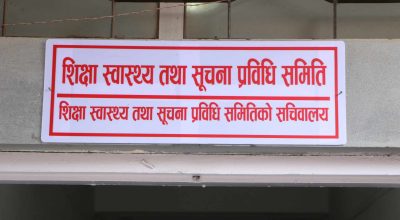 शिक्षा स्वास्थ्य तथा सूचना प्रविधि समिति
शिक्षा स्वास्थ्य तथा सूचना प्रविधि समितिको सचिवालय